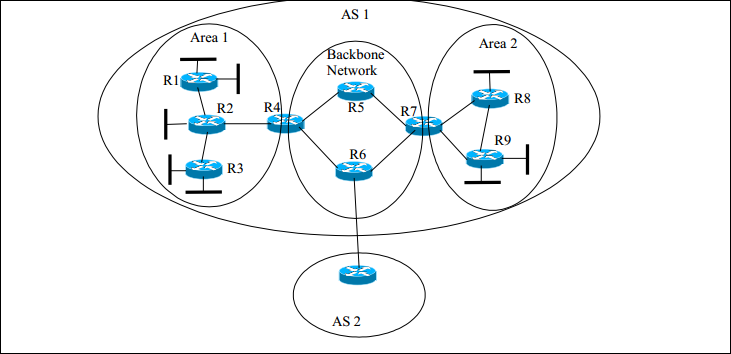 AS 1
Area 1
Backbone
Network
Area 2
R1
R2
R3
R4
R5
R6
R7
R8
R9
AS 2